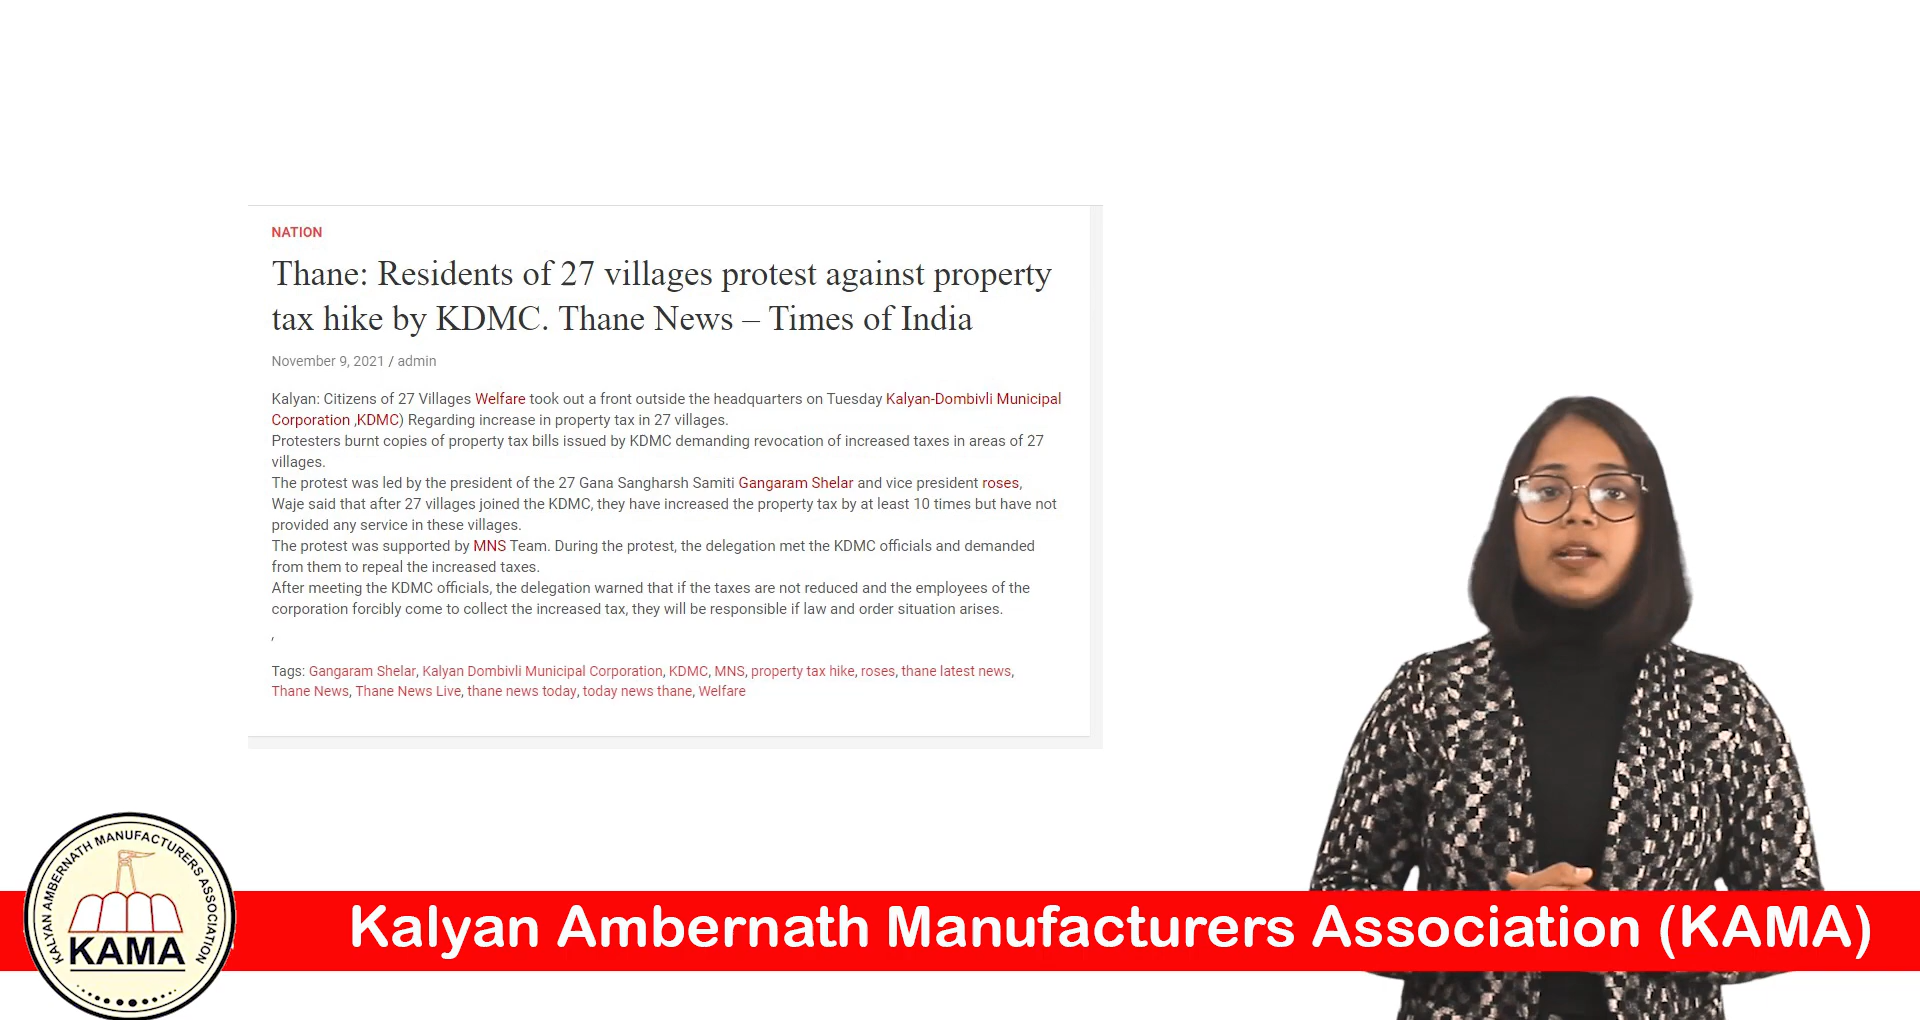 NATION
Thane: Residents of 27 villages protest against property
tax hike by KDMC. Thane News – Times of India
November 9, 2021 / admin
Kalyan: Citizens of 27 Villages Welfare took out a front outside the headquarters on Tuesday Kalyan-Dombivli Municipal
Corporation ,KDMC) Regarding increase in property tax in 27 villages.
Protesters burnt copies of property tax bills issued by KDMC demanding revocation of increased taxes in areas of 27
villages.
The protest was led by the president of the 27 Gana Sangharsh Samiti Gangaram Shelar and vice president roses,
Waje said that after 27 villages joined the KDMC, they have increased the property tax by at least 10 times but have not
provided any service in these villages.
The protest was supported by MNS Team. During the protest, the delegation met the KDMC officials and demanded
from them to repeal the increased taxes.
After meeting the KDMC officials, the delegation warned that if the taxes are not reduced and the employees of the
corporation forcibly come to collect the increased tax, they will be responsible if law and order situation arises.
,
Tags: Gangaram Shelar, Kalyan Dombivli Municipal Corporation, KDMC, MNS, property tax hike, roses, thane latest news,
Thane News, Thane News Live, thane news today, today news thane, Welfare
KALYAN AMBERNATH MANUFACTURERS ASSOCIATION
KAMA
Kalyan Ambernath Manufacturers Association (KAMA)